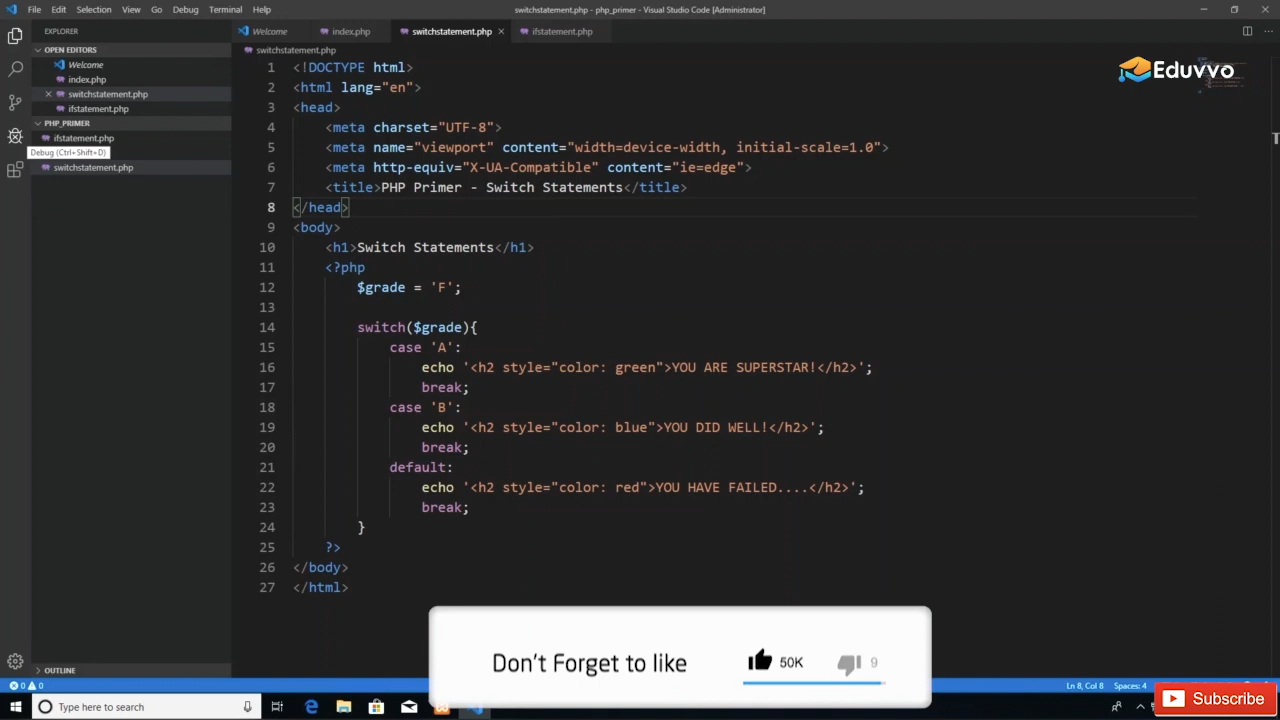 File Edit Selection View Go Debug Terminal Help
switchstatement.php - php_primer - Visual Studio Code [Administrator]
EXPLORER
OPEN EDITORS
Welcome
index.php
switchstatement.php
ifstatement.php
PHP_PRIMER
ifstatement.php
Debug (Ctrl+Shift+D)
switchstatement.php
OUTLINE
Welcome index.php switchstatement.php ifstatement.php
switchstatement.php
Eduvvo
1 <!DOCTYPE html>
2 <html lang="en">
3 <head>
4 <meta charset="UTF-8">
5 <meta name="viewport" content="width=device-width, initial-scale=1.0">
6 <meta http-equiv="X-UA-Compatible" content="ie=edge">
7 <title>PHP Primer - Switch Statements</title>
8 </head>
9 <body>
10 <h1>Switch Statements</h1>
11 <?php
12 $grade = 'F';
13
14 switch($grade){
15 case 'A':
16 echo '<h2 style="color: green">YOU ARE SUPERSTAR!</h2>';
17 break;
18 case 'B':
19 echo '<h2 style="color: blue">YOU DID WELL!</h2>';
20 break;
21 default:
22 echo '<h2 style="color: red">YOU HAVE FAILED....</h2>';
23 break;
24 }
25 ?>
26 </body>
27 </html>
Don't Forget to like 50K 9
0 0
Ln 8, Col 8 Spaces: 4
Type here to search
Subscribe